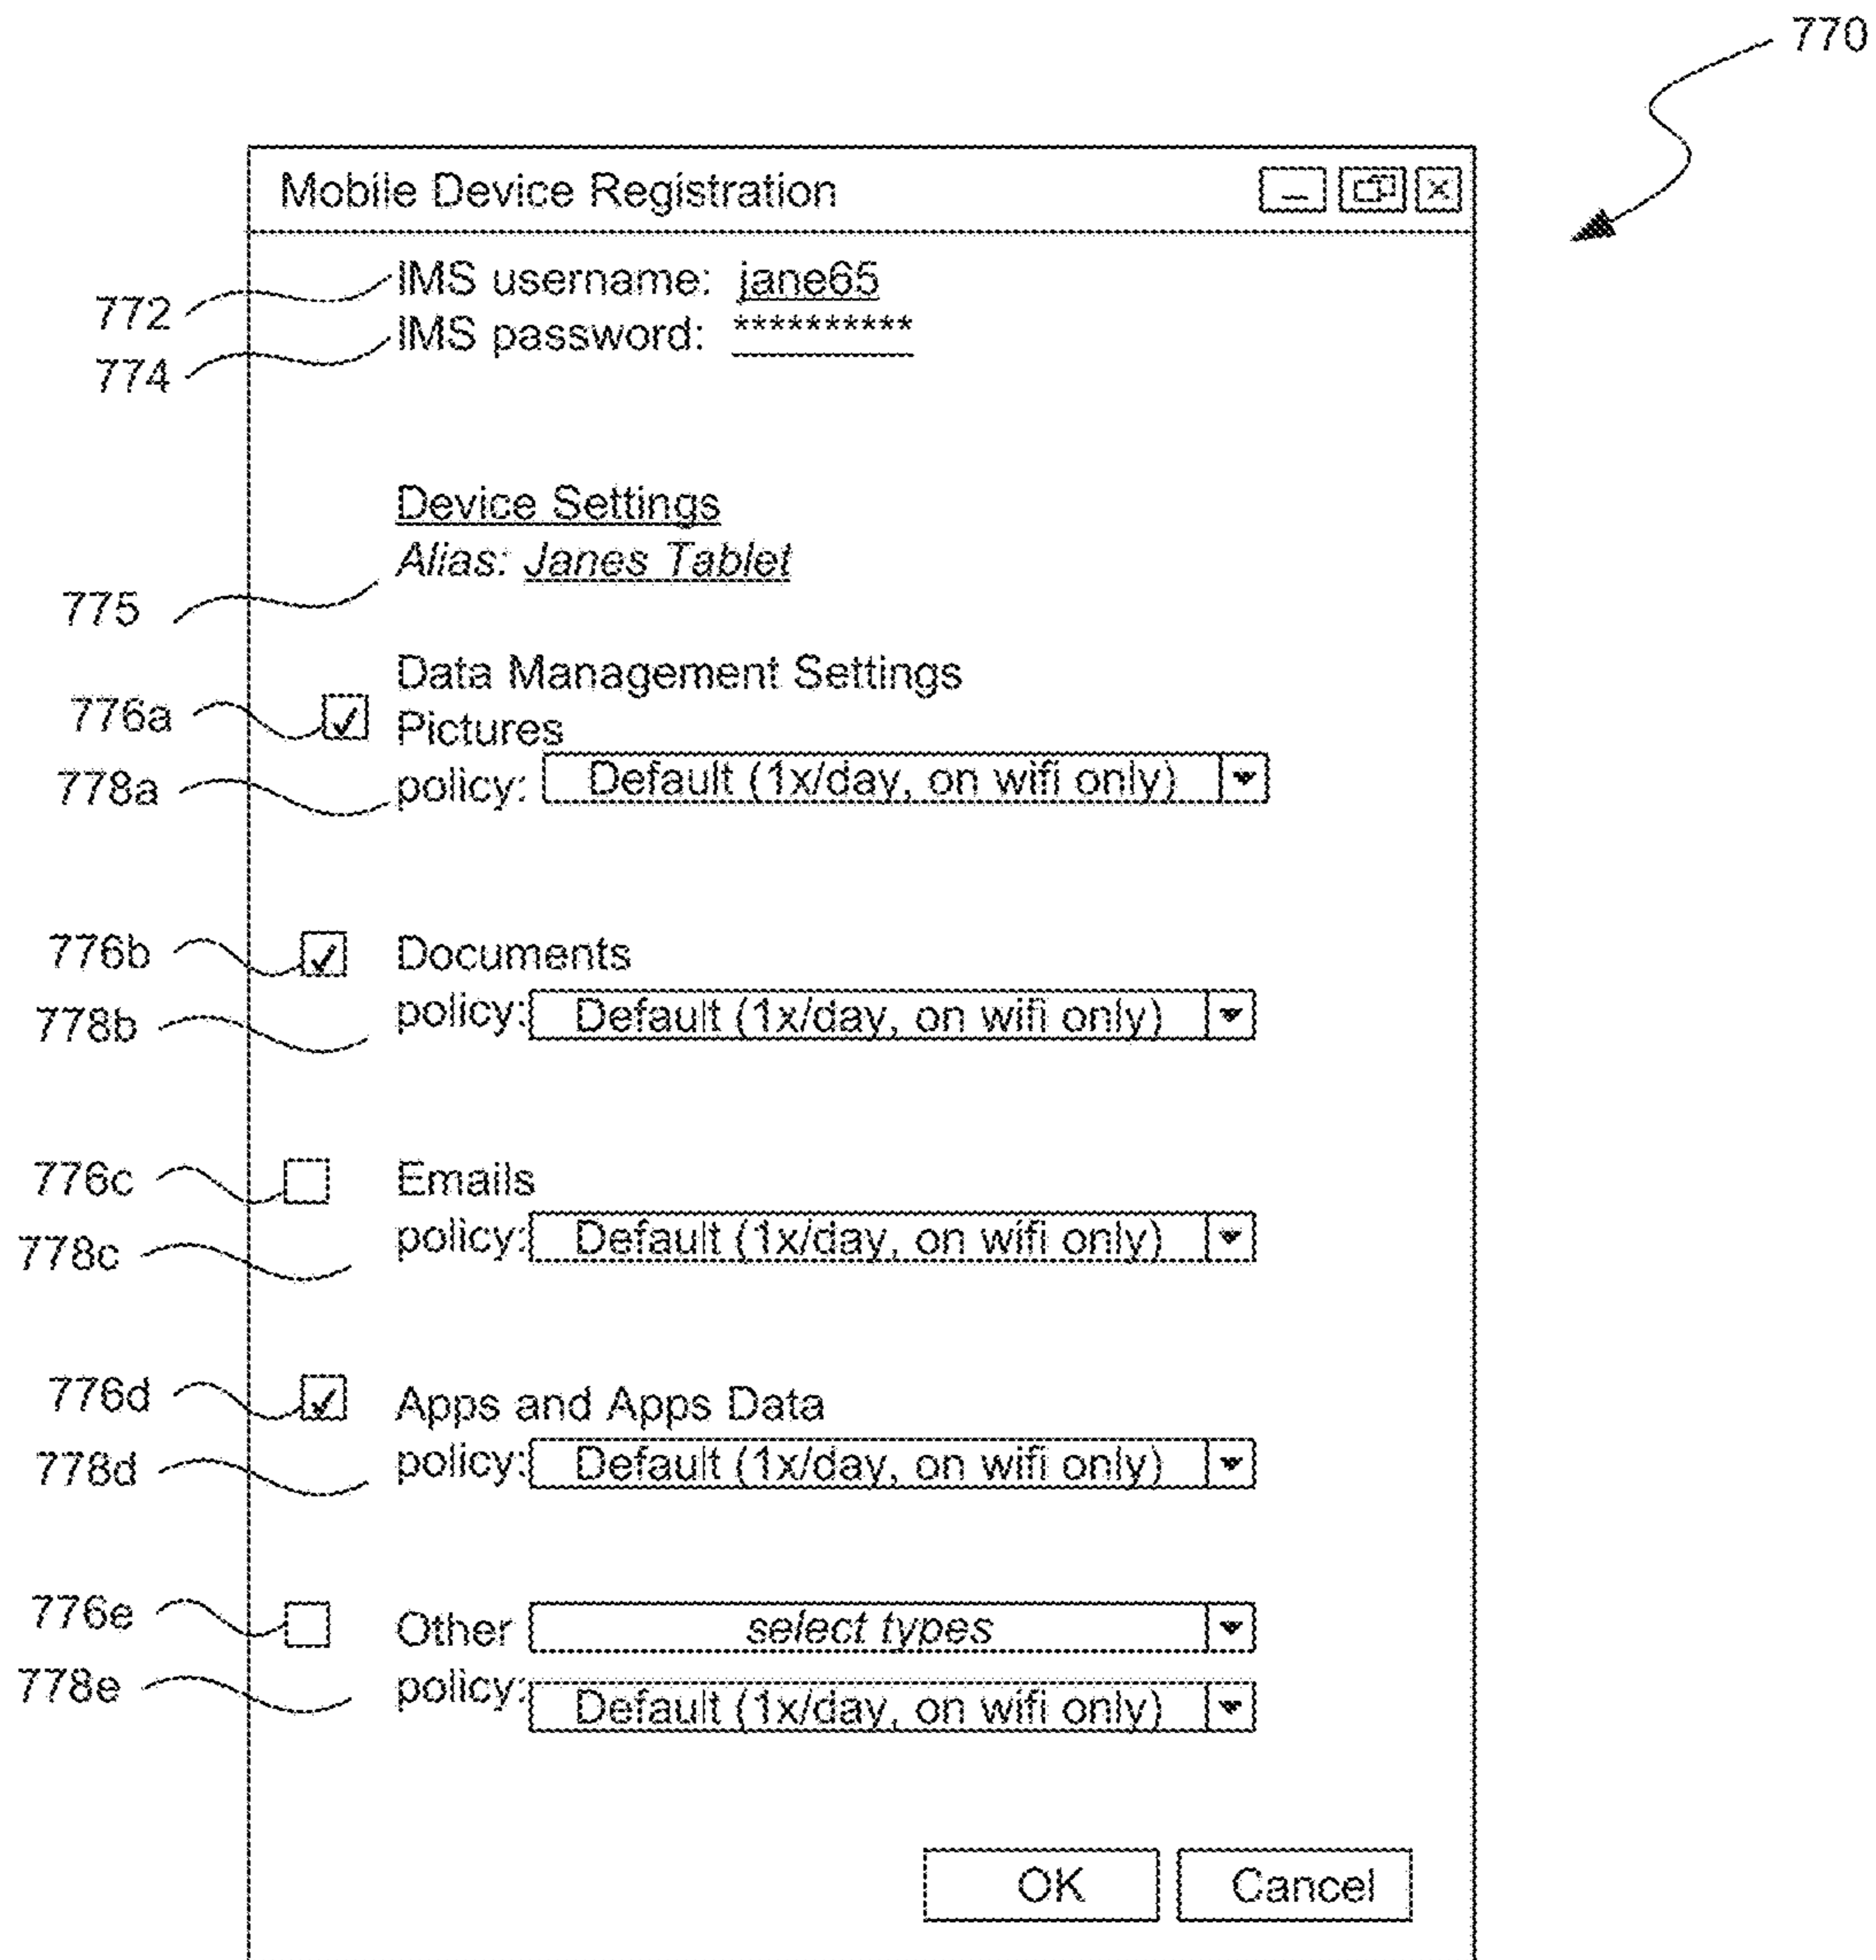 770
Mobile Device Registration
772 IMS username: jane65
774 IMS password: **********
Device Settings
775 Alias: Janes Tablet
Data Management Settings
776a Pictures
778a policy: Default (1x/day, on wifi only)
776b Documents
778b policy: Default (1x/day, on wifi only)
776c Emails
778c policy: Default (1x/day, on wifi only)
776d Apps and Apps Data
778d policy: Default (1x/day, on wifi only)
776e Other select types
778e policy: Default (1x/day, on wifi only)
OK Cancel